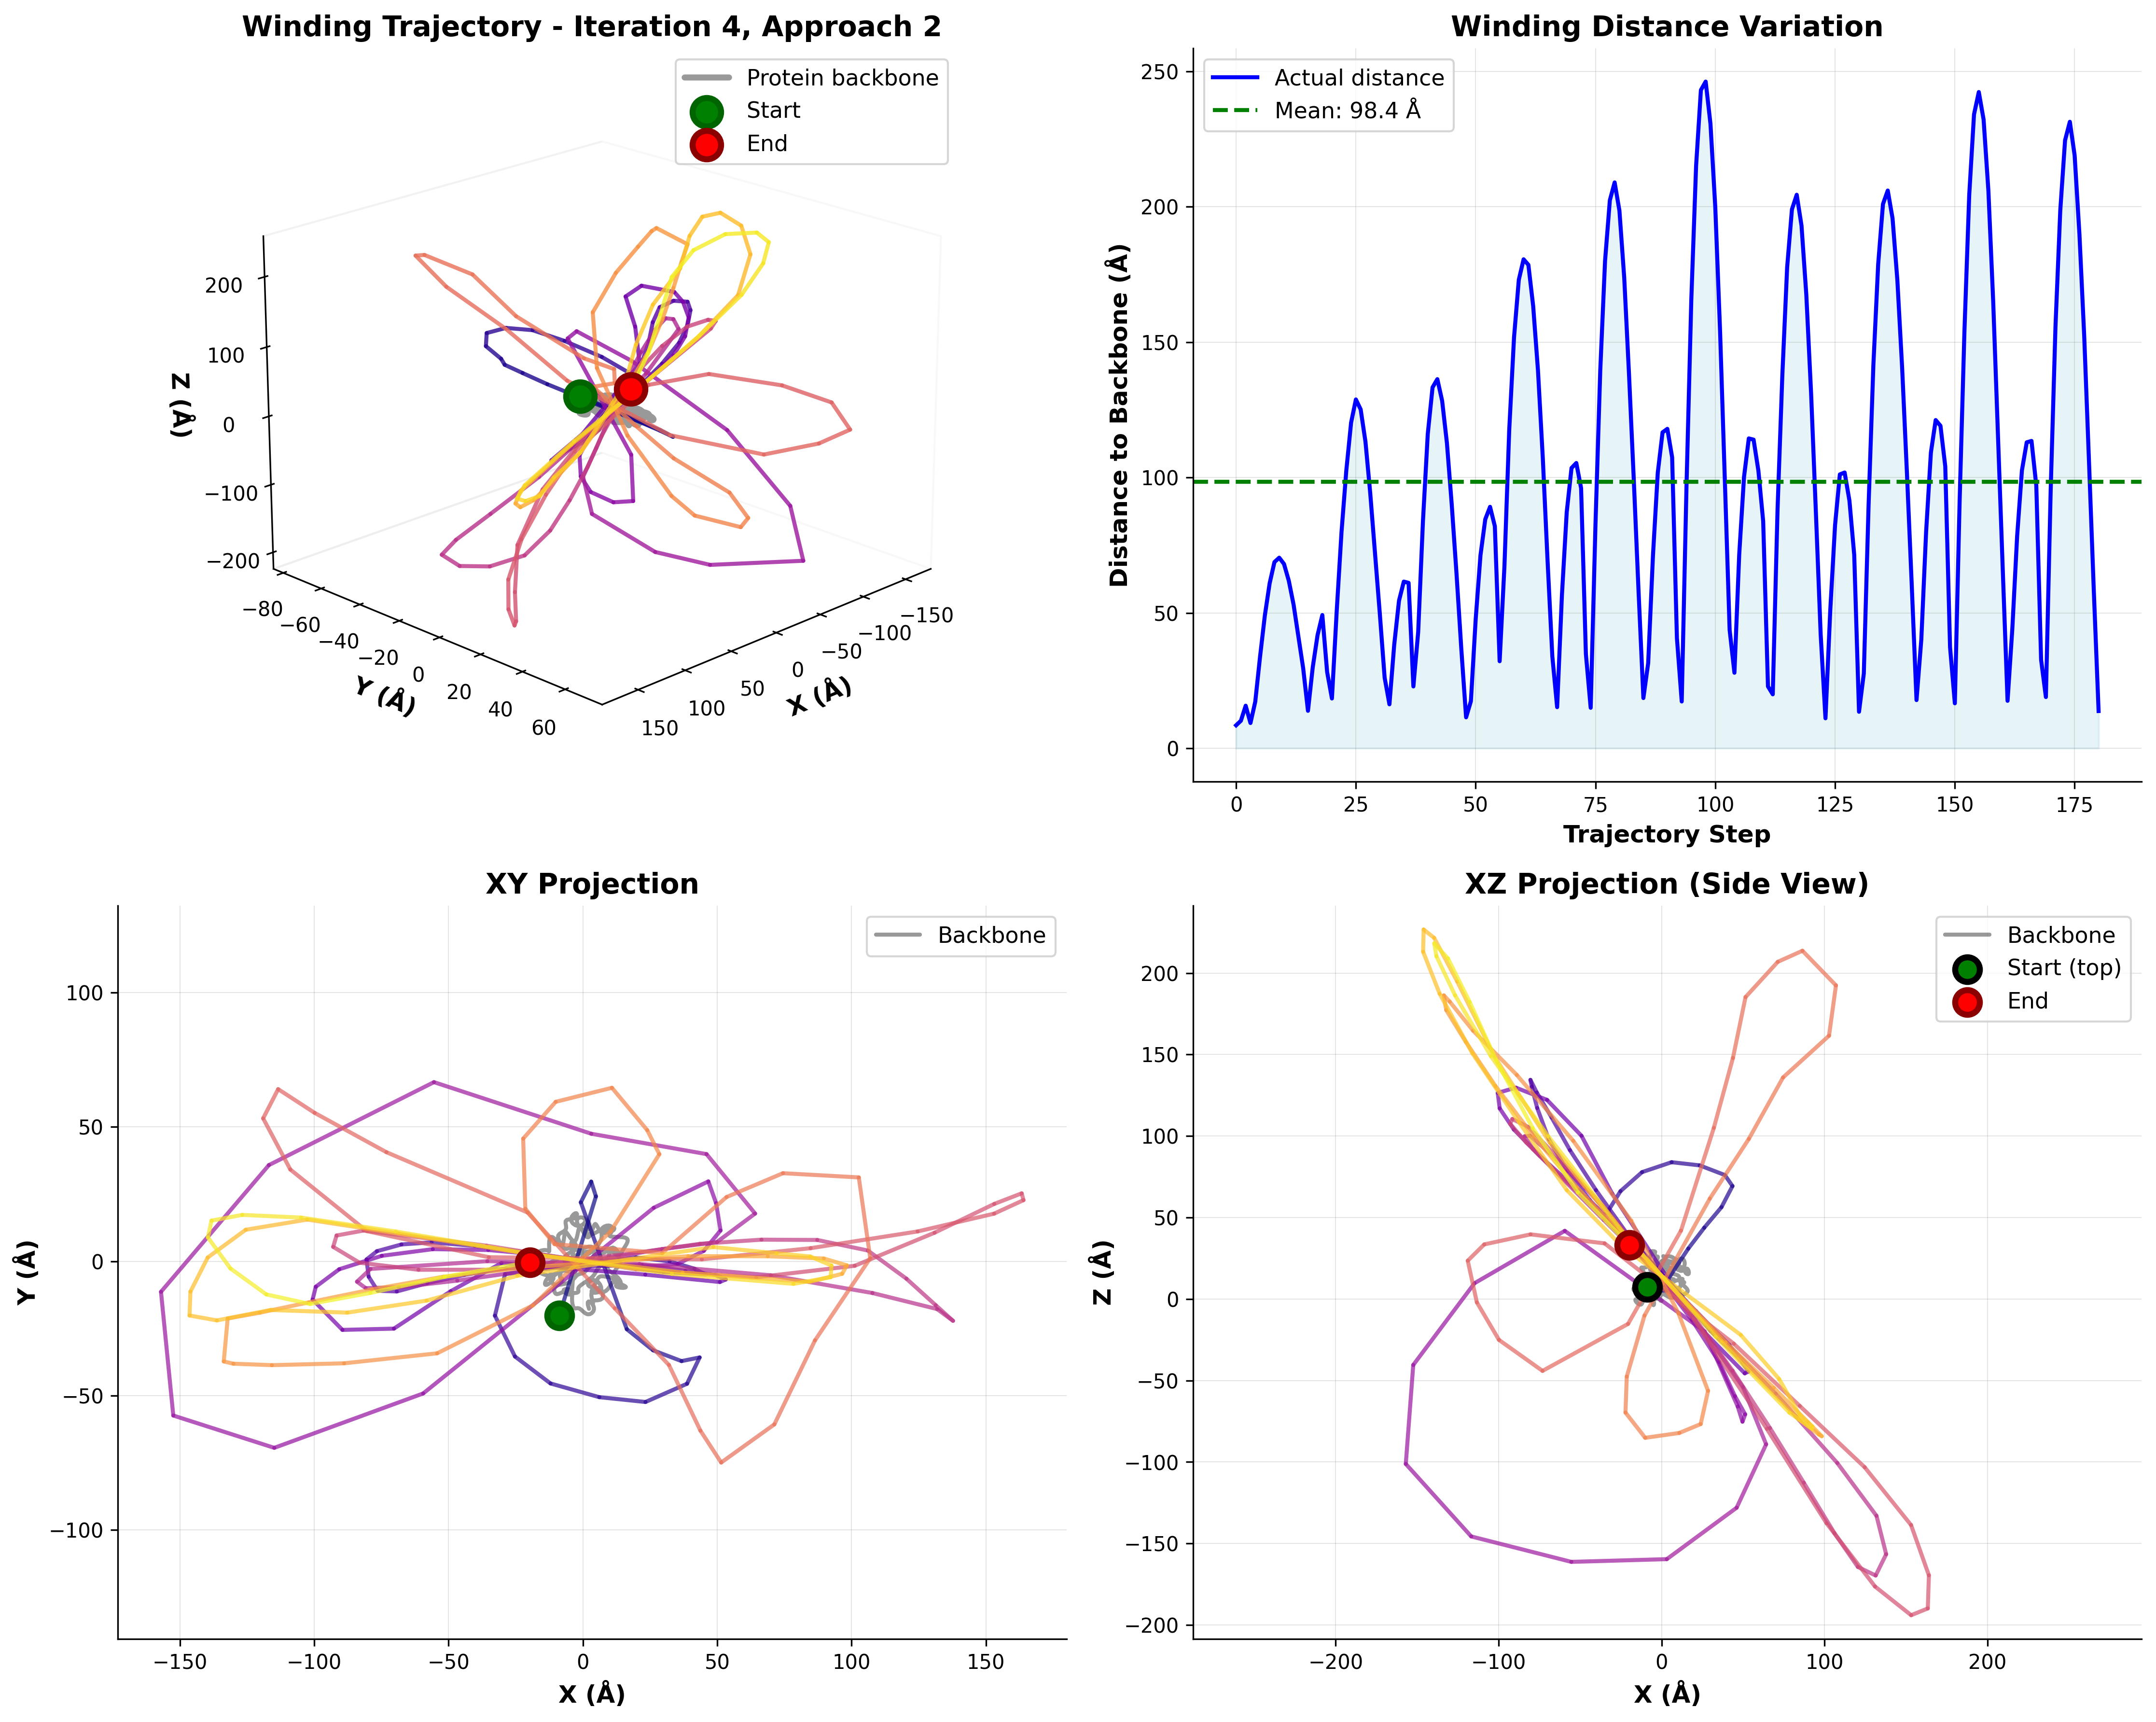 Winding Trajectory - Iteration 4, Approach 2
Protein backbone
Start
End
200
100
0
−100
−200
Z (Å)
−80
−60
−40
−20
0
20
40
60
Y (Å)
150
100
50
0
−50
−100
−150
X (Å)
Winding Distance Variation
Actual distance
Mean: 98.4 Å
250
200
150
100
50
0
Distance to Backbone (Å)
0
25
50
75
100
125
150
175
Trajectory Step
XY Projection
Backbone
100
50
0
−50
−100
Y (Å)
−150
−100
−50
0
50
100
150
X (Å)
XZ Projection (Side View)
Backbone
Start (top)
End
200
150
100
50
0
−50
−100
−150
−200
Z (Å)
−200
−100
0
100
200
X (Å)